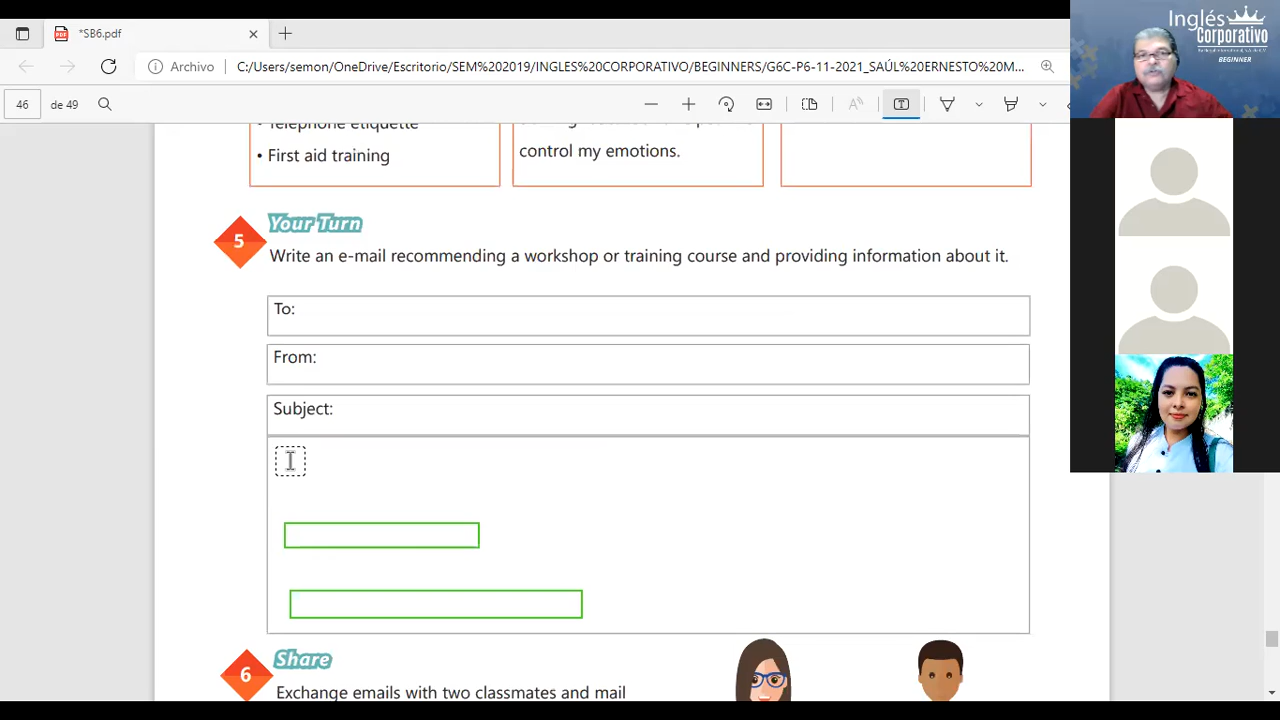 *SB6.pdf
Archivo
C:/Users/semon/OneDrive/Escritorio/SEM%202019/INGLES%20CORPORATIVO/BEGINNERS/G6C-P6-11-2021_SAÚL%20ERNESTO%20M...
46 de 49
Inglés
Corporativo
BEGINNER
• Telephone etiquette
• First aid training
control my emotions.
5
Your Turn
Write an e-mail recommending a workshop or training course and providing information about it.
To:
From:
Subject:
6
Share
Exchange emails with two classmates and mail